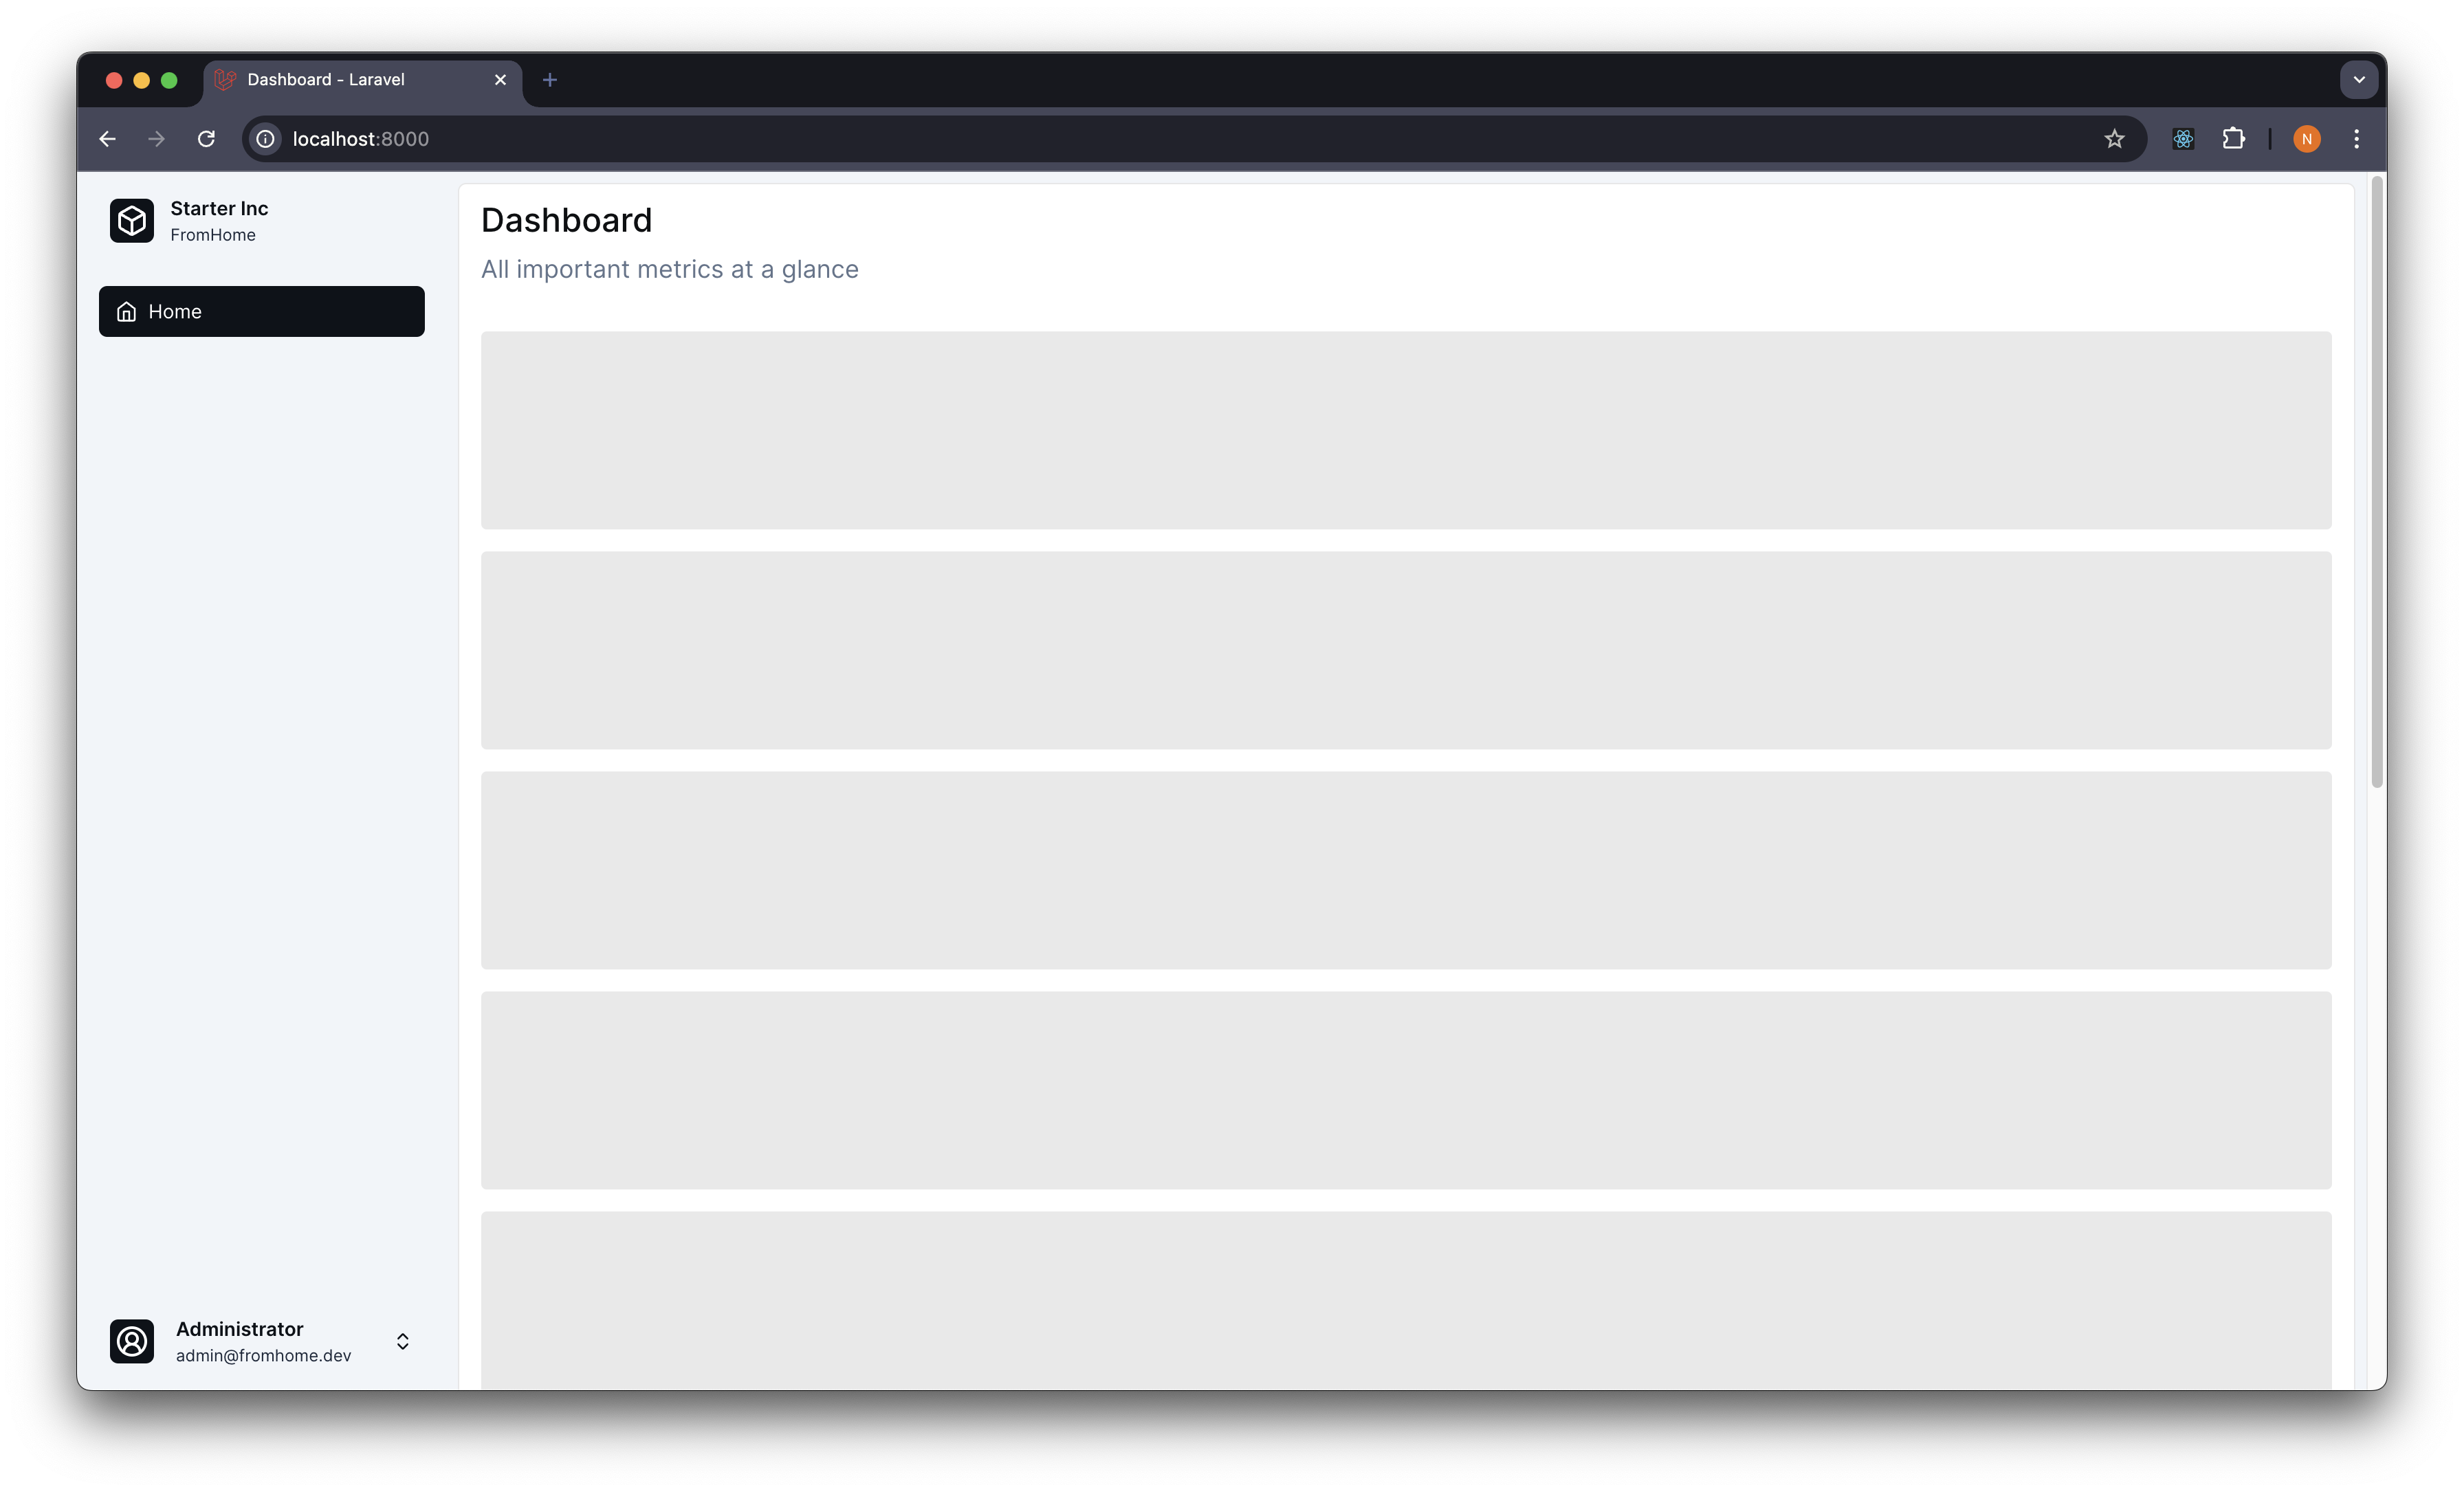 Dashboard - Laravel
localhost:8000
N
Starter Inc
FromHome
Home
Dashboard
All important metrics at a glance
Administrator
admin@fromhome.dev